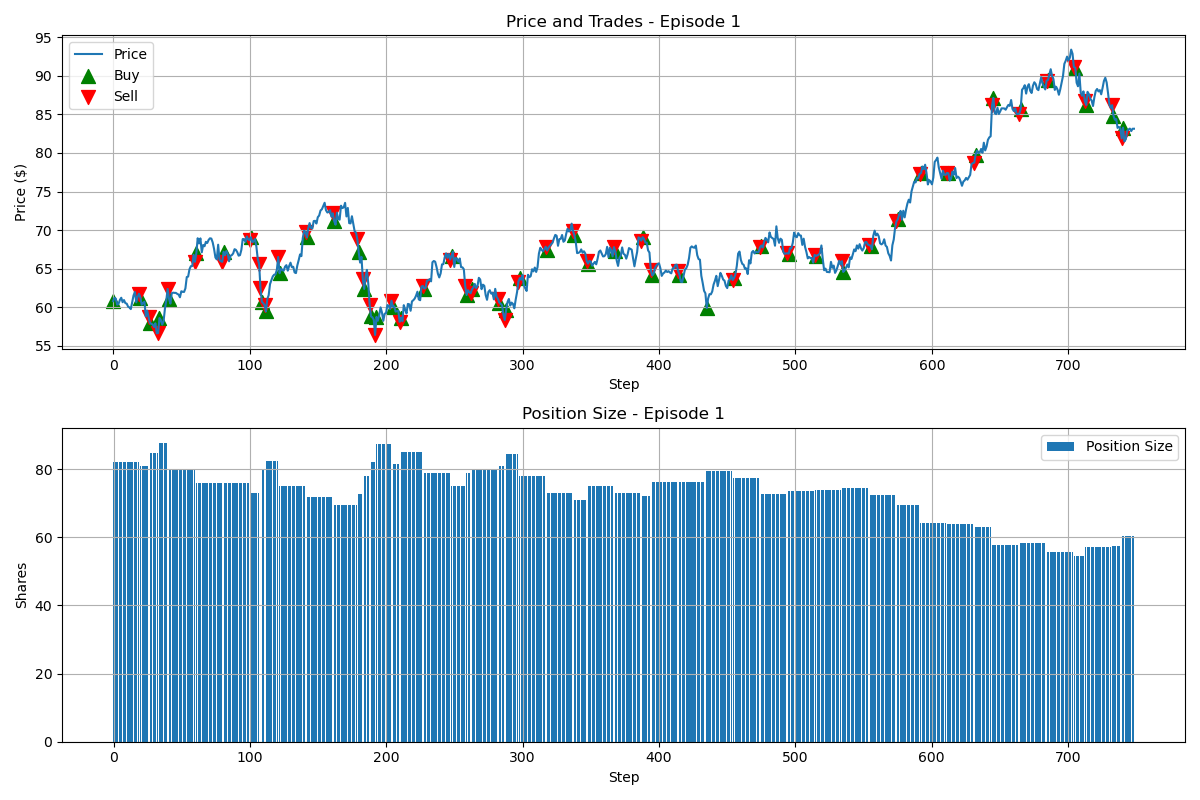 Price and Trades - Episode 1
Price ($)
95
90
85
80
75
70
65
60
55
Price
Buy
Sell
0 100 200 300 400 500 600 700
Step
Position Size - Episode 1
Shares
80
60
40
20
0
Position Size
0 100 200 300 400 500 600 700
Step